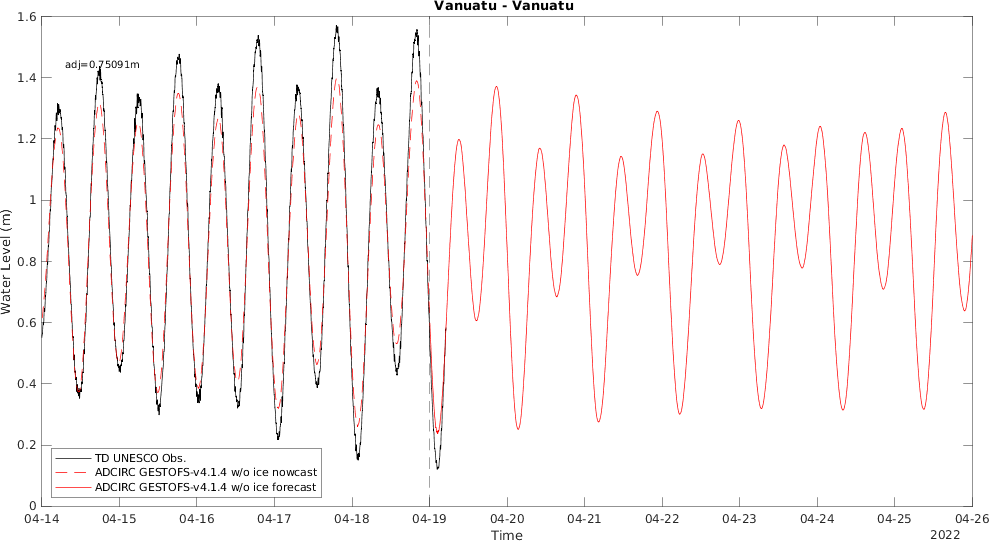 Vanuatu - Vanuatu
1.6
1.4
1.2
1
0.8
0.6
0.4
0.2
0
Water Level (m)
adj=0.75091m
TD UNESCO Obs.
ADCIRC GESTOFS-v4.1.4 w/o ice nowcast
ADCIRC GESTOFS-v4.1.4 w/o ice forecast
04-14 04-15 04-16 04-17 04-18 04-19 04-20 04-21 04-22 04-23 04-24 04-25 04-26
Time
2022